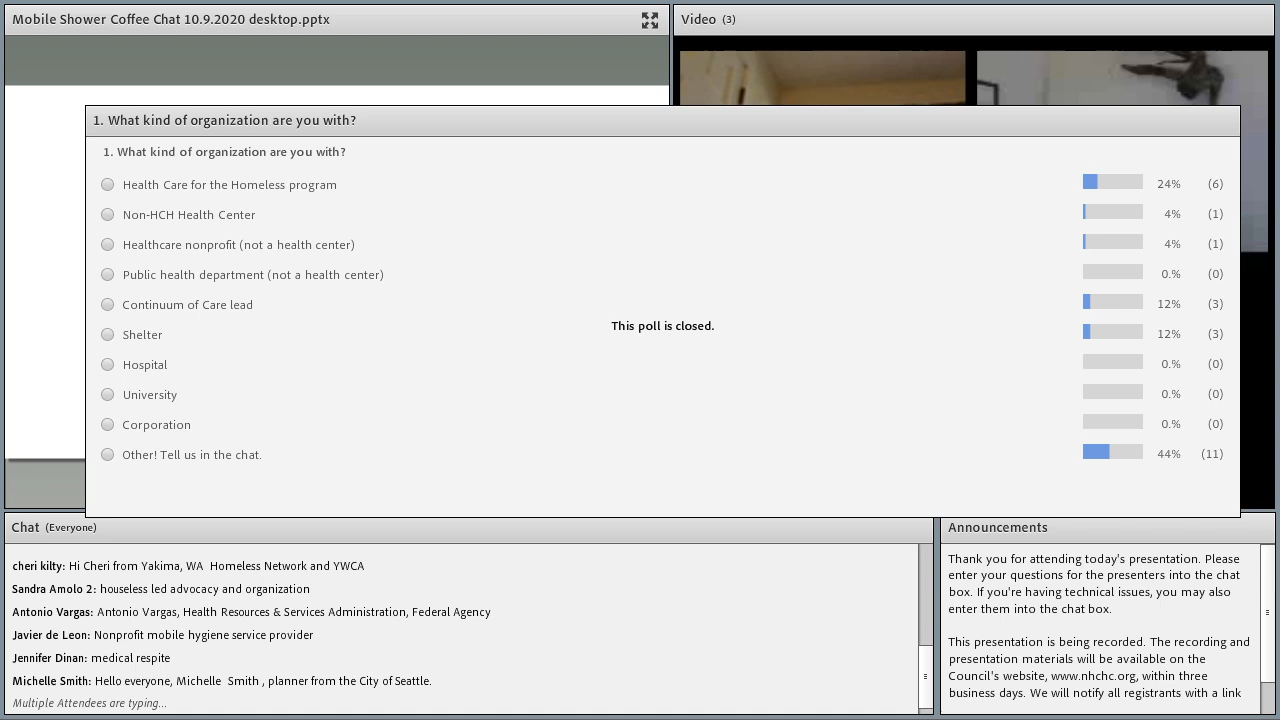 Mobile Shower Coffee Chat 10.9.2020 desktop.pptx
Video (3)
1. What kind of organization are you with?
1. What kind of organization are you with?
Health Care for the Homeless program 24% (6)
Non-HCH Health Center 4% (1)
Healthcare nonprofit (not a health center) 4% (1)
Public health department (not a health center) 0.% (0)
Continuum of Care lead 12% (3)
This poll is closed.
Shelter 12% (3)
Hospital 0.% (0)
University 0.% (0)
Corporation 0.% (0)
Other! Tell us in the chat. 44% (11)
Chat (Everyone)
cheri kilty: Hi Cheri from Yakima, WA  Homeless Network and YWCA
Sandra Amolo 2: houseless led advocacy and organization
Antonio Vargas: Antonio Vargas, Health Resources & Services Administration, Federal Agency
Javier de Leon: Nonprofit mobile hygiene service provider
Jennifer Dinan: medical respite
Michelle Smith: Hello everyone, Michelle  Smith , planner from the City of Seattle.
Multiple Attendees are typing...
Announcements
Thank you for attending today's presentation. Please
enter your questions for the presenters into the chat
box. If you're having technical issues, you may also
enter them into the chat box.
This presentation is being recorded. The recording and
presentation materials will be available on the
Council's website, www.nhchc.org, within three
business days. We will notify all registrants with a link